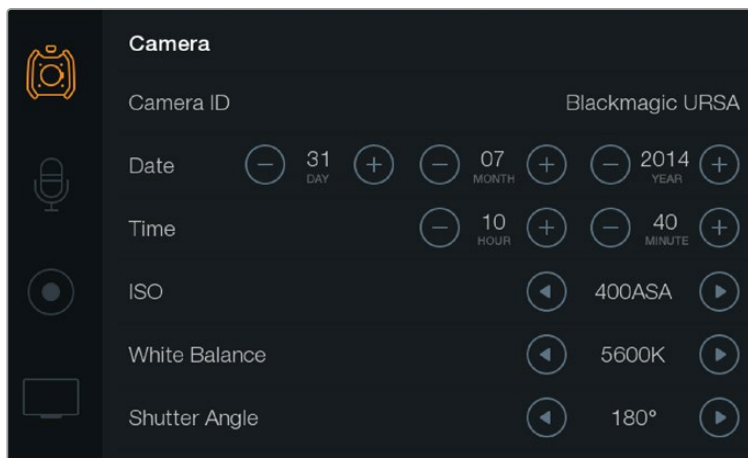 Camera
Camera ID Blackmagic URSA
Date 31 07 2014
DAY MONTH YEAR
Time 10 40
HOUR MINUTE
ISO 400ASA
White Balance 5600K
Shutter Angle 180°